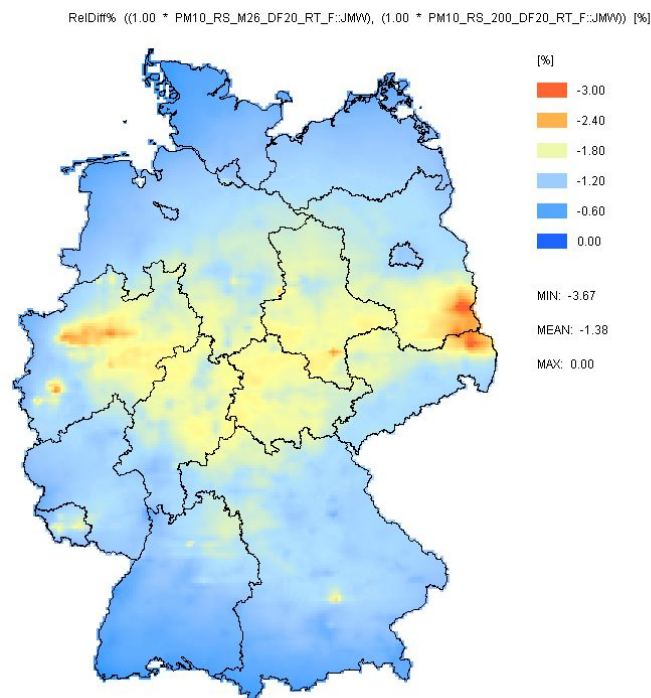 RelDiff% ((1.00 * PM10_RS_M26_DF20_RT_F::JMW), (1.00 * PM10_RS_200_DF20_RT_F::JMW)) [%]
[%]
-3.00
-2.40
-1.80
-1.20
-0.60
0.00
MIN: -3.67
MEAN: -1.38
MAX: 0.00